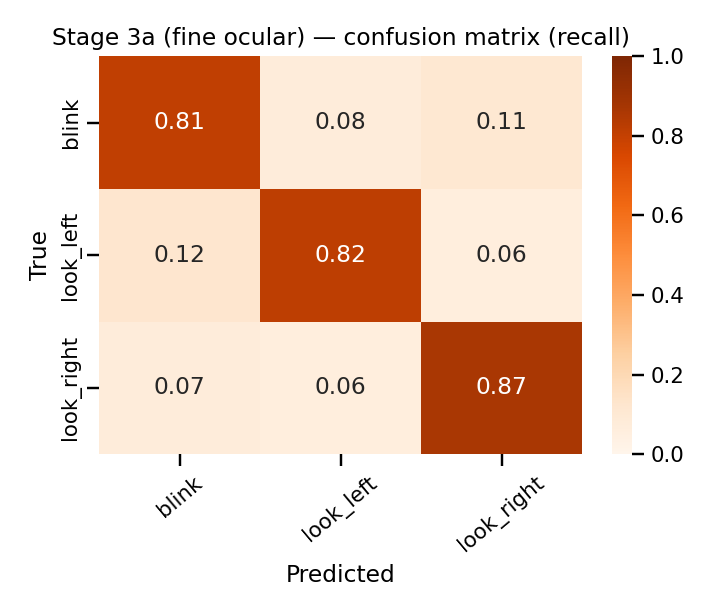 Stage 3a (fine ocular) — confusion matrix (recall)
1.0
0.8
0.6
0.4
0.2
0.0
True
blink
look_left
look_right
0.81 0.08 0.11
0.12 0.82 0.06
0.07 0.06 0.87
blink look_left look_right
Predicted